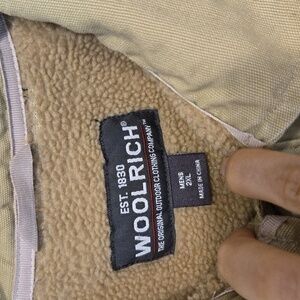 EST. 1830
WOOLRICH®
THE ORIGINAL OUTDOOR CLOTHING COMPANY™
MENS
2XL
MADE IN CHINA